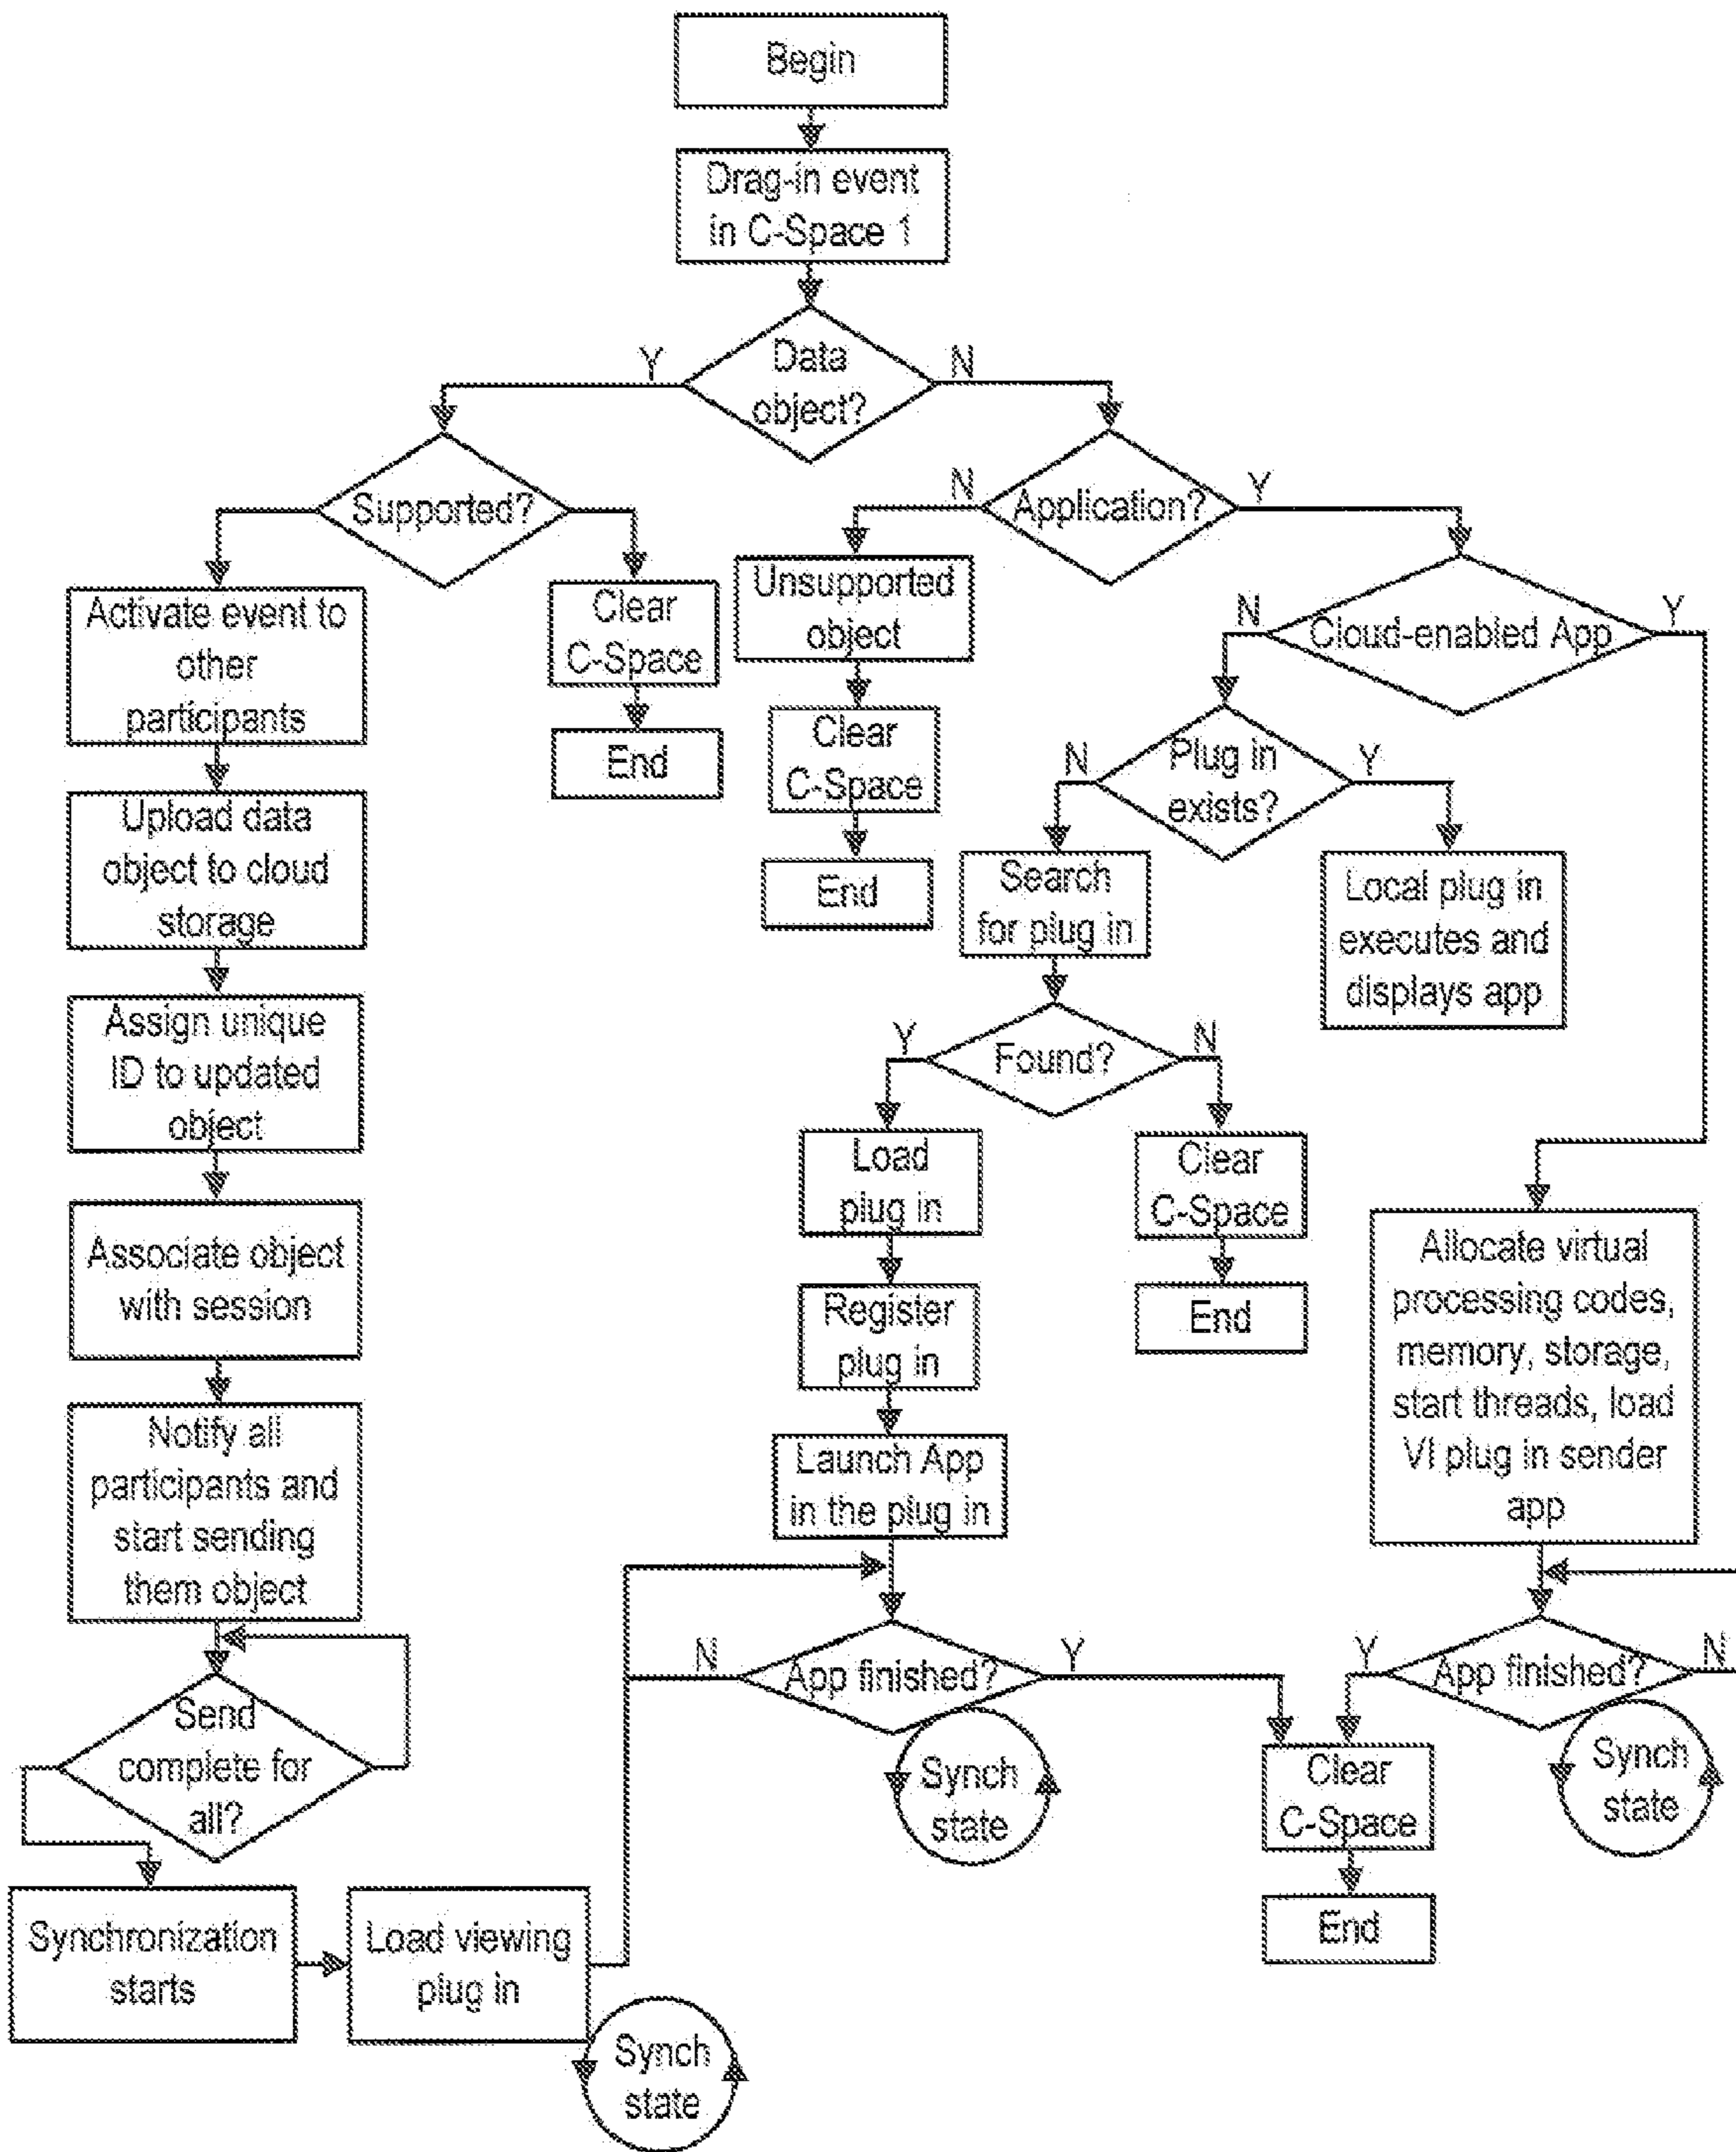 Begin
Drag-in event
in C-Space 1
Data
object?
Y
N
Supported?
Application?
N
Y
Activate event to
other
participants
Clear
C-Space
End
Unsupported
object
Clear
C-Space
End
Cloud-enabled App
N
Y
Plug in
exists?
N
Y
Upload data
object to cloud
storage
Search
for plug in
Local plug in
executes and
displays app
Assign unique
ID to updated
object
Found?
Y
N
Load
plug in
Clear
C-Space
End
Associate object
with session
Register
plug in
Allocate virtual
processing codes,
memory, storage,
start threads, load
VI plug in sender
app
Notify all
participants and
start sending
them object
Launch App
in the plug in
Send
complete for
all?
N
App finished?
Y
Synch
state
Y
App finished?
N
Synch
state
Clear
C-Space
End
Synchronization
starts
Load viewing
plug in
Synch
state